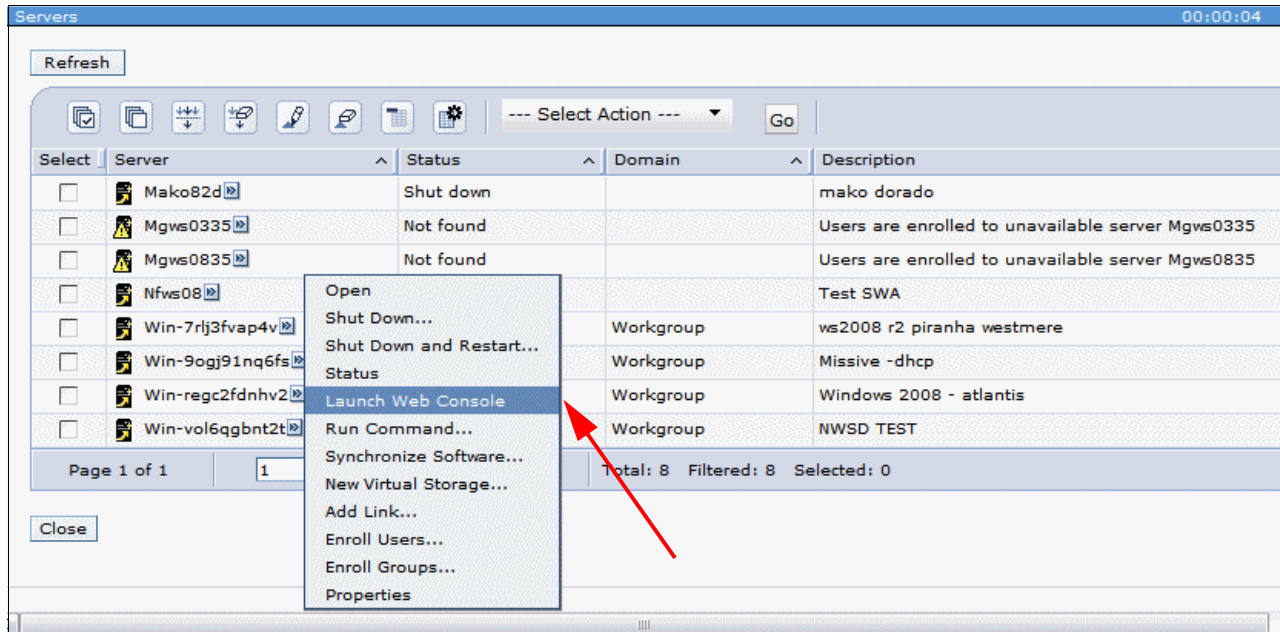 Servers 00:00:04
Refresh
--- Select Action --- Go
Select Server Status Domain Description
Mako82d Shut down mako dorado
Mgws0335 Not found Users are enrolled to unavailable server Mgws0335
Mgws0835 Not found Users are enrolled to unavailable server Mgws0835
Nfws08 Open Test SWA
Shut Down...
Win-7rlj3fvap4v Workgroup ws2008 r2 piranha westmere
Shut Down and Restart...
Win-9ogj91nq6fs Workgroup Missive -dhcp
Status
Win-regc2fdnhv2 Launch Web Console Workgroup Windows 2008 - atlantis
Win-vol6qgbnt2t Run Command... Workgroup NWSD TEST
Synchronize Software...
Page 1 of 1 1 Total: 8 Filtered: 8 Selected: 0
New Virtual Storage...
Add Link...
Close
Enroll Users...
Enroll Groups...
Properties